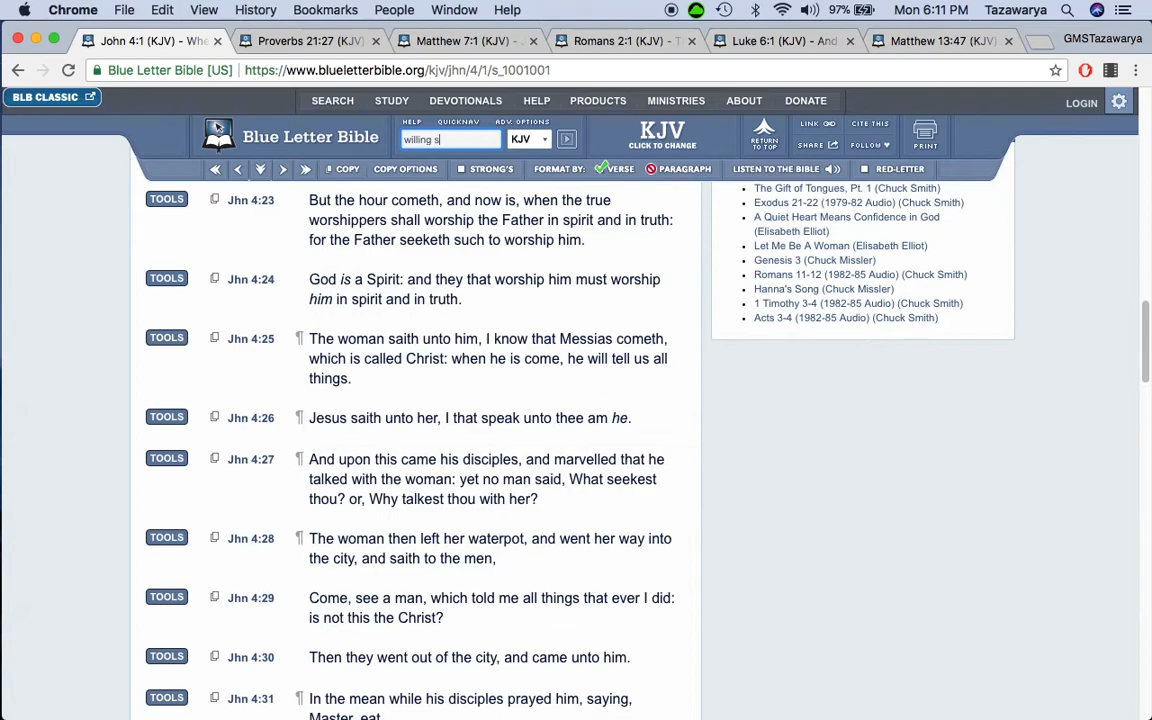 Chrome File Edit View History Bookmarks People Window Help 97% Mon 6:11 PM Tazawarya
John 4:1 (KJV) - Whe Proverbs 21:27 (KJV) Matthew 7:1 (KJV) - Romans 2:1 (KJV) - T Luke 6:1 (KJV) - And Matthew 13:47 (KJV) GMSTazawarya
Blue Letter Bible [US] https://www.blueletterbible.org/kjv/jhn/4/1/s_1001001
BLB CLASSIC SEARCH STUDY DEVOTIONALS HELP PRODUCTS MINISTRIES ABOUT DONATE LOGIN
HELP QUICKNAV ADV. OPTIONS
Blue Letter Bible willing s KJV
KJV
CLICK TO CHANGE
RETURN
TO TOP
LINK CITE THIS
SHARE FOLLOW
PRINT
COPY COPY OPTIONS STRONG'S FORMAT BY: VERSE PARAGRAPH LISTEN TO THE BIBLE RED-LETTER
TOOLS Jhn 4:23 But the hour cometh, and now is, when the true
worshippers shall worship the Father in spirit and in truth:
for the Father seeketh such to worship him.
TOOLS Jhn 4:24 God is a Spirit: and they that worship him must worship
him in spirit and in truth.
TOOLS Jhn 4:25 ¶ The woman saith unto him, I know that Messias cometh,
which is called Christ: when he is come, he will tell us all
things.
TOOLS Jhn 4:26 ¶ Jesus saith unto her, I that speak unto thee am he.
TOOLS Jhn 4:27 ¶ And upon this came his disciples, and marvelled that he
talked with the woman: yet no man said, What seekest
thou? or, Why talkest thou with her?
TOOLS Jhn 4:28 ¶ The woman then left her waterpot, and went her way into
the city, and saith to the men,
TOOLS Jhn 4:29 Come, see a man, which told me all things that ever I did:
is not this the Christ?
TOOLS Jhn 4:30 Then they went out of the city, and came unto him.
TOOLS Jhn 4:31 ¶ In the mean while his disciples prayed him, saying,
Master, eat.
The Gift of Tongues, Pt. 1 (Chuck Smith)
Exodus 21-22 (1979-82 Audio) (Chuck Smith)
A Quiet Heart Means Confidence in God
(Elisabeth Elliot)
Let Me Be A Woman (Elisabeth Elliot)
Genesis 3 (Chuck Missler)
Romans 11-12 (1982-85 Audio) (Chuck Smith)
Hanna's Song (Chuck Missler)
1 Timothy 3-4 (1982-85 Audio) (Chuck Smith)
Acts 3-4 (1982-85 Audio) (Chuck Smith)